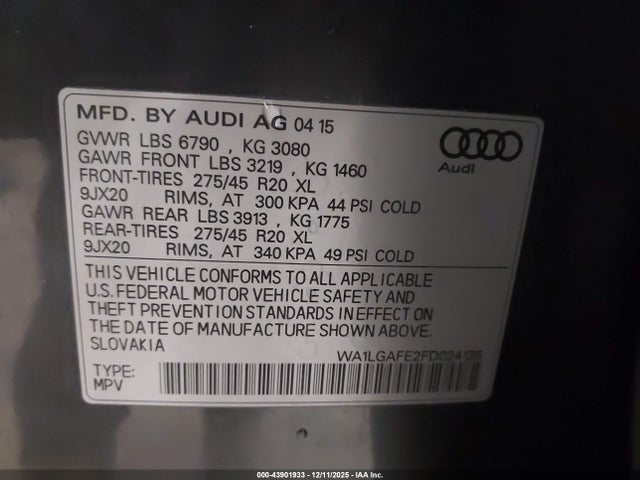 MFD. BY AUDI AG 04 15
GVWR LBS 6790 , KG 3080
GAWR FRONT LBS 3219 , KG 1460
FRONT-TIRES 275/45 R20 XL
9JX20 RIMS, AT 300 KPA 44 PSI COLD
GAWR REAR LBS 3913 , KG 1775
REAR-TIRES 275/45 R20 XL
9JX20 RIMS, AT 340 KPA 49 PSI COLD
Audi
THIS VEHICLE CONFORMS TO ALL APPLICABLE
U.S. FEDERAL MOTOR VEHICLE SAFETY AND
THEFT PREVENTION STANDARDS IN EFFECT ON
THE DATE OF MANUFACTURE SHOWN ABOVE.
SLOVAKIA
WA1LGAFE2FD024135
TYPE:
MPV
000-43901933 - 12/11/2025 - IAA Inc.